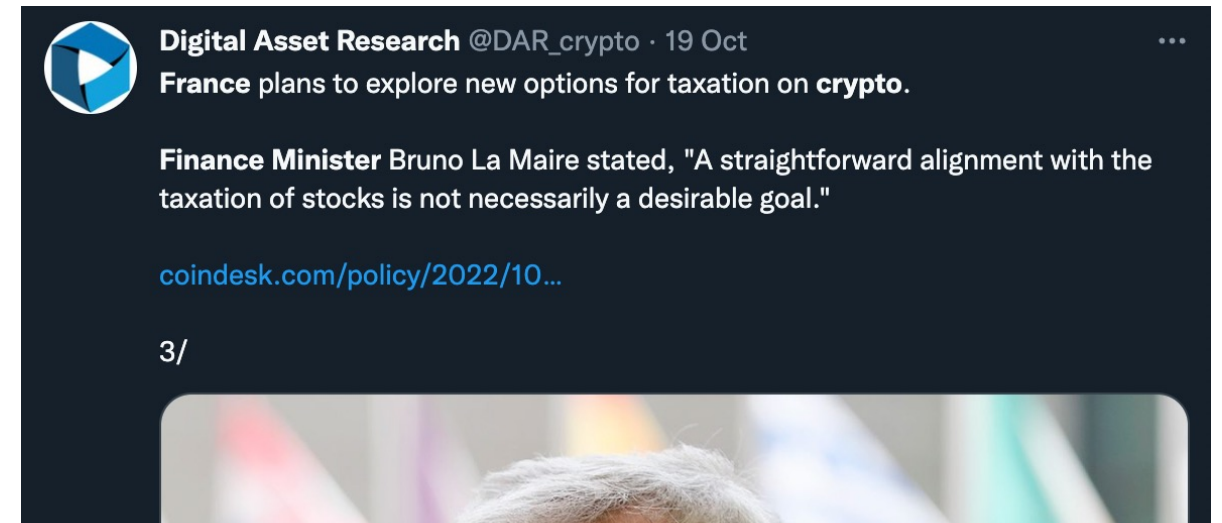 Digital Asset Research @DAR_crypto · 19 Oct
France plans to explore new options for taxation on crypto.
Finance Minister Bruno La Maire stated, "A straightforward alignment with the
taxation of stocks is not necessarily a desirable goal."
coindesk.com/policy/2022/10...
3/